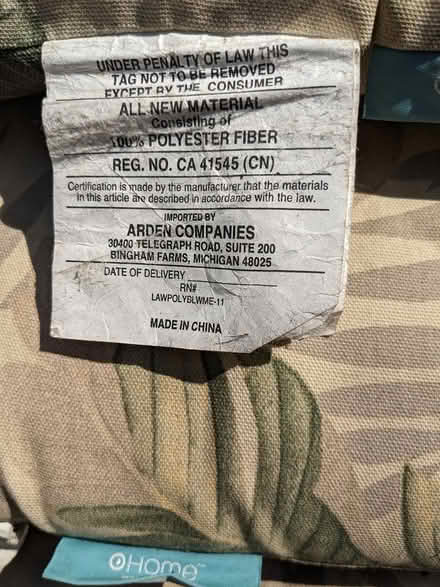 UNDER PENALTY OF LAW THIS
TAG NOT TO BE REMOVED
EXCEPT BY THE CONSUMER
ALL NEW MATERIAL
Consisting of
100% POLYESTER FIBER
REG. NO. CA 41545 (CN)
Certification is made by the manufacturer that the materials
in this article are described in accordance with the law.
IMPORTED BY
ARDEN COMPANIES
30400 TELEGRAPH ROAD, SUITE 200
BINGHAM FARMS, MICHIGAN 48025
DATE OF DELIVERY
RN#
LAWPOLYBLWME-11
MADE IN CHINA
HOME™